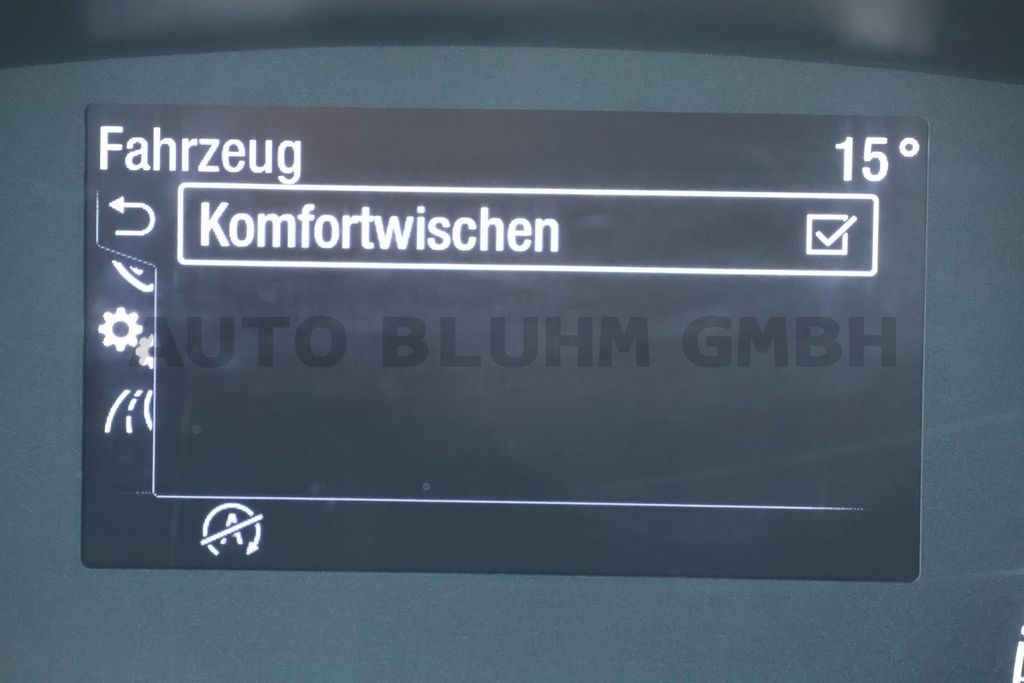 Fahrzeug 15°
Komfortwischen
AUTO BLUHM GMBH
A